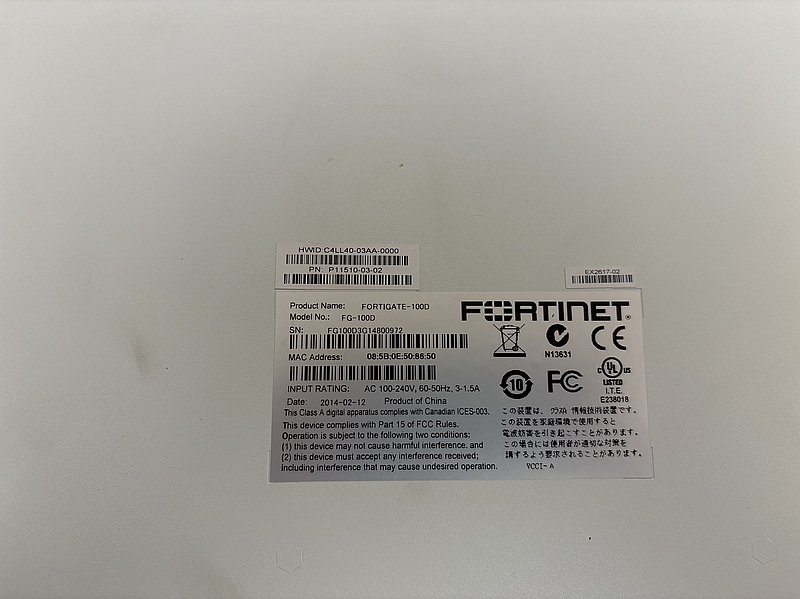 HWID:C4LL40-03AA-0000
PN: P11510-03-02
EX2617-02
FORTINET®
Product Name: FORTIGATE-100D
Model No.: FG-100D
SN: FG100D3G14800972
MAC Address: 08:5B:0E:50:86:50
INPUT RATING: AC 100-240V, 60-50Hz, 3-1.5A
Date: 2014-02-12 Product of China
This Class A digital apparatus complies with Canadian ICES-003.
This device complies with Part 15 of FCC Rules.
Operation is subject to the following two conditions:
(1) this device may not cause harmful interference, and
(2) this device must accept any interference received;
including interference that may cause undesired operation.
N13631
CE
10
FC
C UL US
LISTED
I.T.E.
E238018
この装置は、クラスA 情報技術装置です。
この装置を家庭環境で使用すると
電波妨害を引き起こすことがあります。
この場合には使用者が適切な対策を
講ずるよう要求されることがあります。
VCCI-A